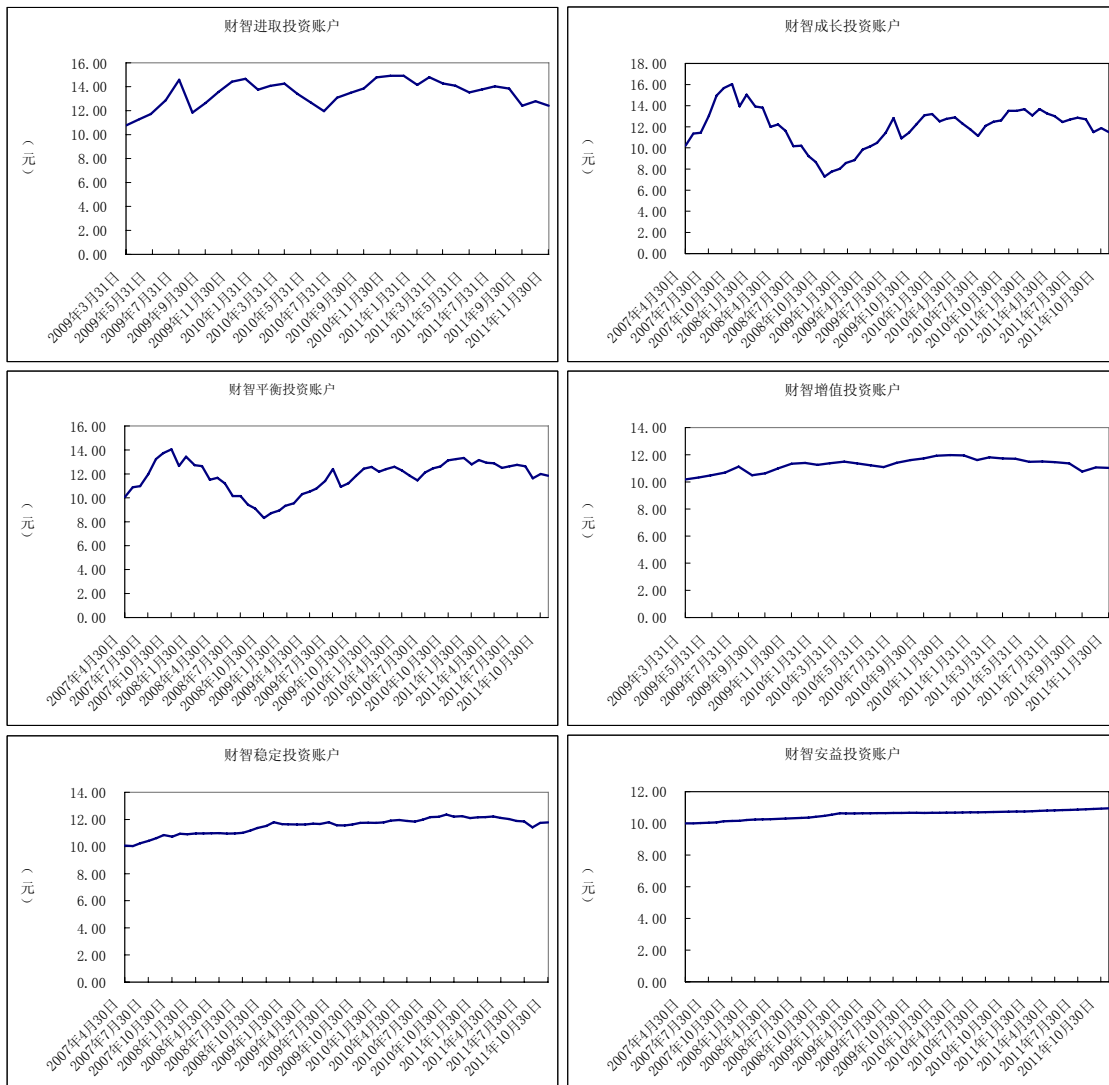 财智进取投资账户
（元）
16.00
14.00
12.00
10.00
8.00
6.00
4.00
2.00
0.00
2009年3月31日
2009年5月31日
2009年7月31日
2009年9月30日
2009年11月30日
2010年1月31日
2010年3月31日
2010年5月31日
2010年7月31日
2010年9月30日
2010年11月30日
2011年1月31日
2011年3月31日
2011年5月31日
2011年7月31日
2011年9月30日
2011年11月30日
财智成长投资账户
（元）
18.00
16.00
14.00
12.00
10.00
8.00
6.00
4.00
2.00
0.00
2007年4月30日
2007年7月30日
2007年10月30日
2008年1月30日
2008年4月30日
2008年7月30日
2008年10月30日
2009年1月30日
2009年4月30日
2009年7月30日
2009年10月30日
2010年1月30日
2010年4月30日
2010年7月30日
2010年10月30日
2011年1月30日
2011年4月30日
2011年7月30日
2011年10月30日
财智平衡投资账户
（元）
16.00
14.00
12.00
10.00
8.00
6.00
4.00
2.00
0.00
2007年4月30日
2007年7月30日
2007年10月30日
2008年1月30日
2008年4月30日
2008年7月30日
2008年10月30日
2009年1月30日
2009年4月30日
2009年7月30日
2009年10月30日
2010年1月30日
2010年4月30日
2010年7月30日
2010年10月30日
2011年1月30日
2011年4月30日
2011年7月30日
2011年10月30日
财智增值投资账户
（元）
14.00
12.00
10.00
8.00
6.00
4.00
2.00
0.00
2009年3月31日
2009年5月31日
2009年7月31日
2009年9月30日
2009年11月30日
2010年1月31日
2010年3月31日
2010年5月31日
2010年7月31日
2010年9月30日
2010年11月30日
2011年1月31日
2011年3月31日
2011年5月31日
2011年7月31日
2011年9月30日
2011年11月30日
财智稳定投资账户
（元）
14.00
12.00
10.00
8.00
6.00
4.00
2.00
0.00
2007年4月30日
2007年7月30日
2007年10月30日
2008年1月30日
2008年4月30日
2008年7月30日
2008年10月30日
2009年1月30日
2009年4月30日
2009年7月30日
2009年10月30日
2010年1月30日
2010年4月30日
2010年7月30日
2010年10月30日
2011年1月30日
2011年4月30日
2011年7月30日
2011年10月30日
财智安益投资账户
（元）
12.00
10.00
8.00
6.00
4.00
2.00
0.00
2007年4月30日
2007年7月30日
2007年10月30日
2008年1月30日
2008年4月30日
2008年7月30日
2008年10月30日
2009年1月30日
2009年4月30日
2009年7月30日
2009年10月30日
2010年1月30日
2010年4月30日
2010年7月30日
2010年10月30日
2011年1月30日
2011年4月30日
2011年7月30日
2011年10月30日